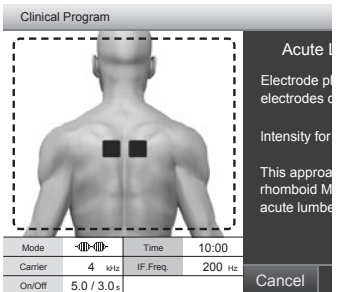 Clinical Program
Acute L
Electrode pl
electrodes o
Intensity for
This approa
rhomboid M
acute lumbe
Mode Time 10:00
Carrier 4 kHz IF.Freq. 200 Hz
On/Off 5.0 / 3.0 s
Cancel